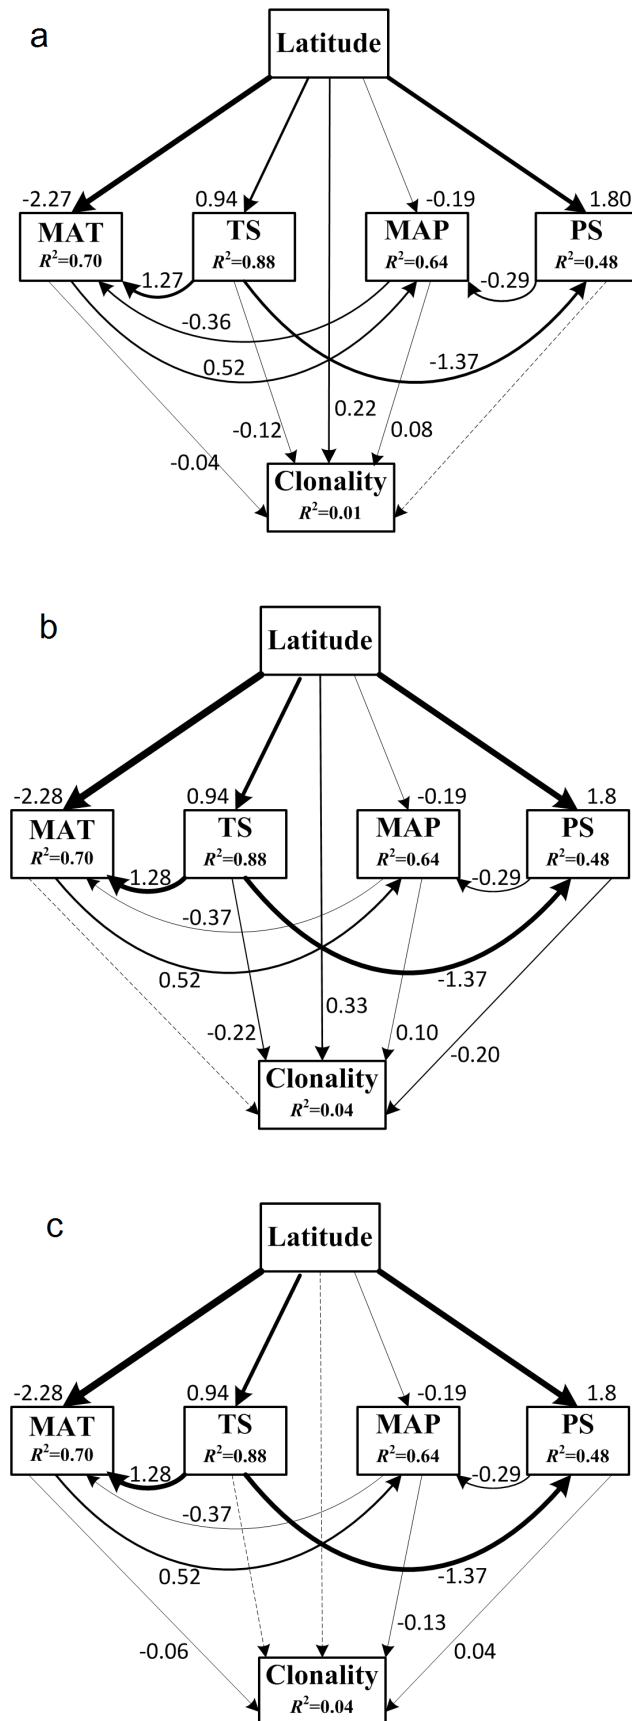 a
Latitude
-2.27
0.94
-0.19
1.80
MAT
R²=0.70
TS
R²=0.88
MAP
R²=0.64
PS
R²=0.48
1.27
-0.29
-0.36
0.52
-1.37
-0.12
0.22
0.08
-0.04
Clonality
R²=0.01
b
Latitude
-2.28
0.94
-0.19
1.8
MAT
R²=0.70
TS
R²=0.88
MAP
R²=0.64
PS
R²=0.48
1.28
-0.29
-0.37
0.52
-1.37
-0.22
0.33
0.10
-0.20
Clonality
R²=0.04
c
Latitude
-2.28
0.94
-0.19
1.8
MAT
R²=0.70
TS
R²=0.88
MAP
R²=0.64
PS
R²=0.48
1.28
-0.29
-0.37
0.52
-1.37
-0.13
-0.06
0.04
Clonality
R²=0.04